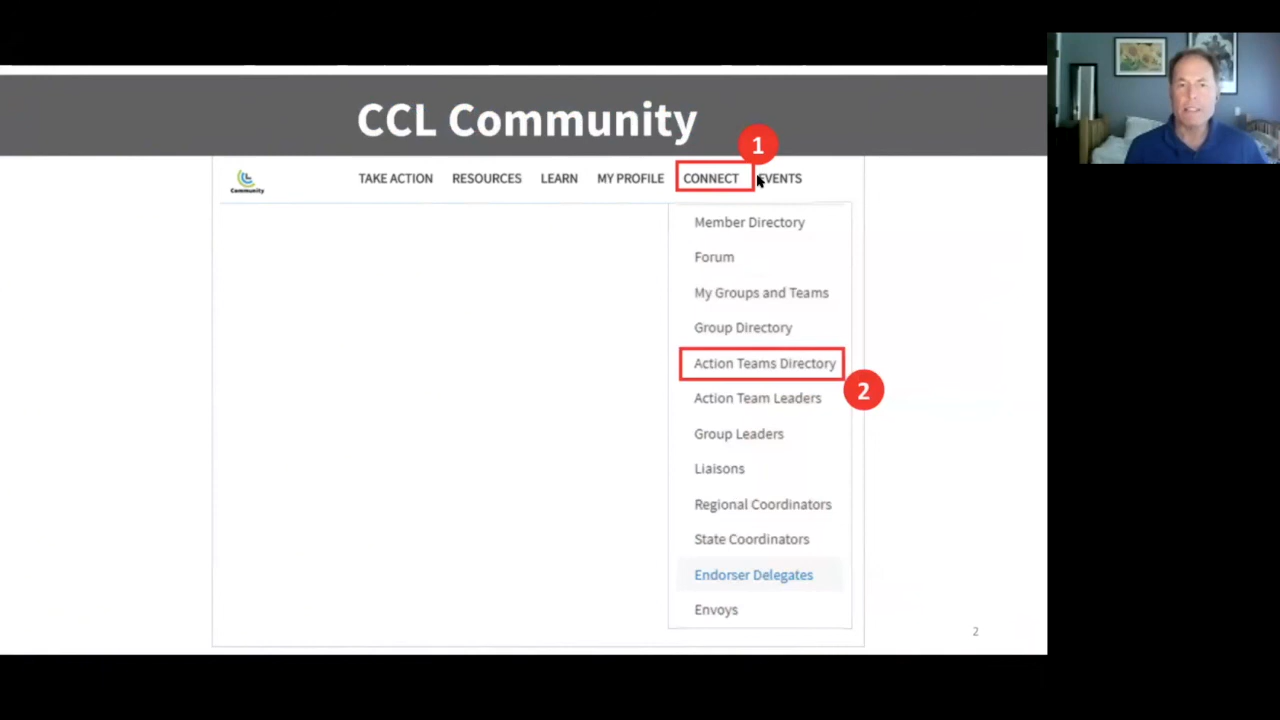 CCL Community
1
Community
TAKE ACTION RESOURCES LEARN MY PROFILE CONNECT EVENTS
Member Directory
Forum
My Groups and Teams
Group Directory
Action Teams Directory
2
Action Team Leaders
Group Leaders
Liaisons
Regional Coordinators
State Coordinators
Endorser Delegates
Envoys
2